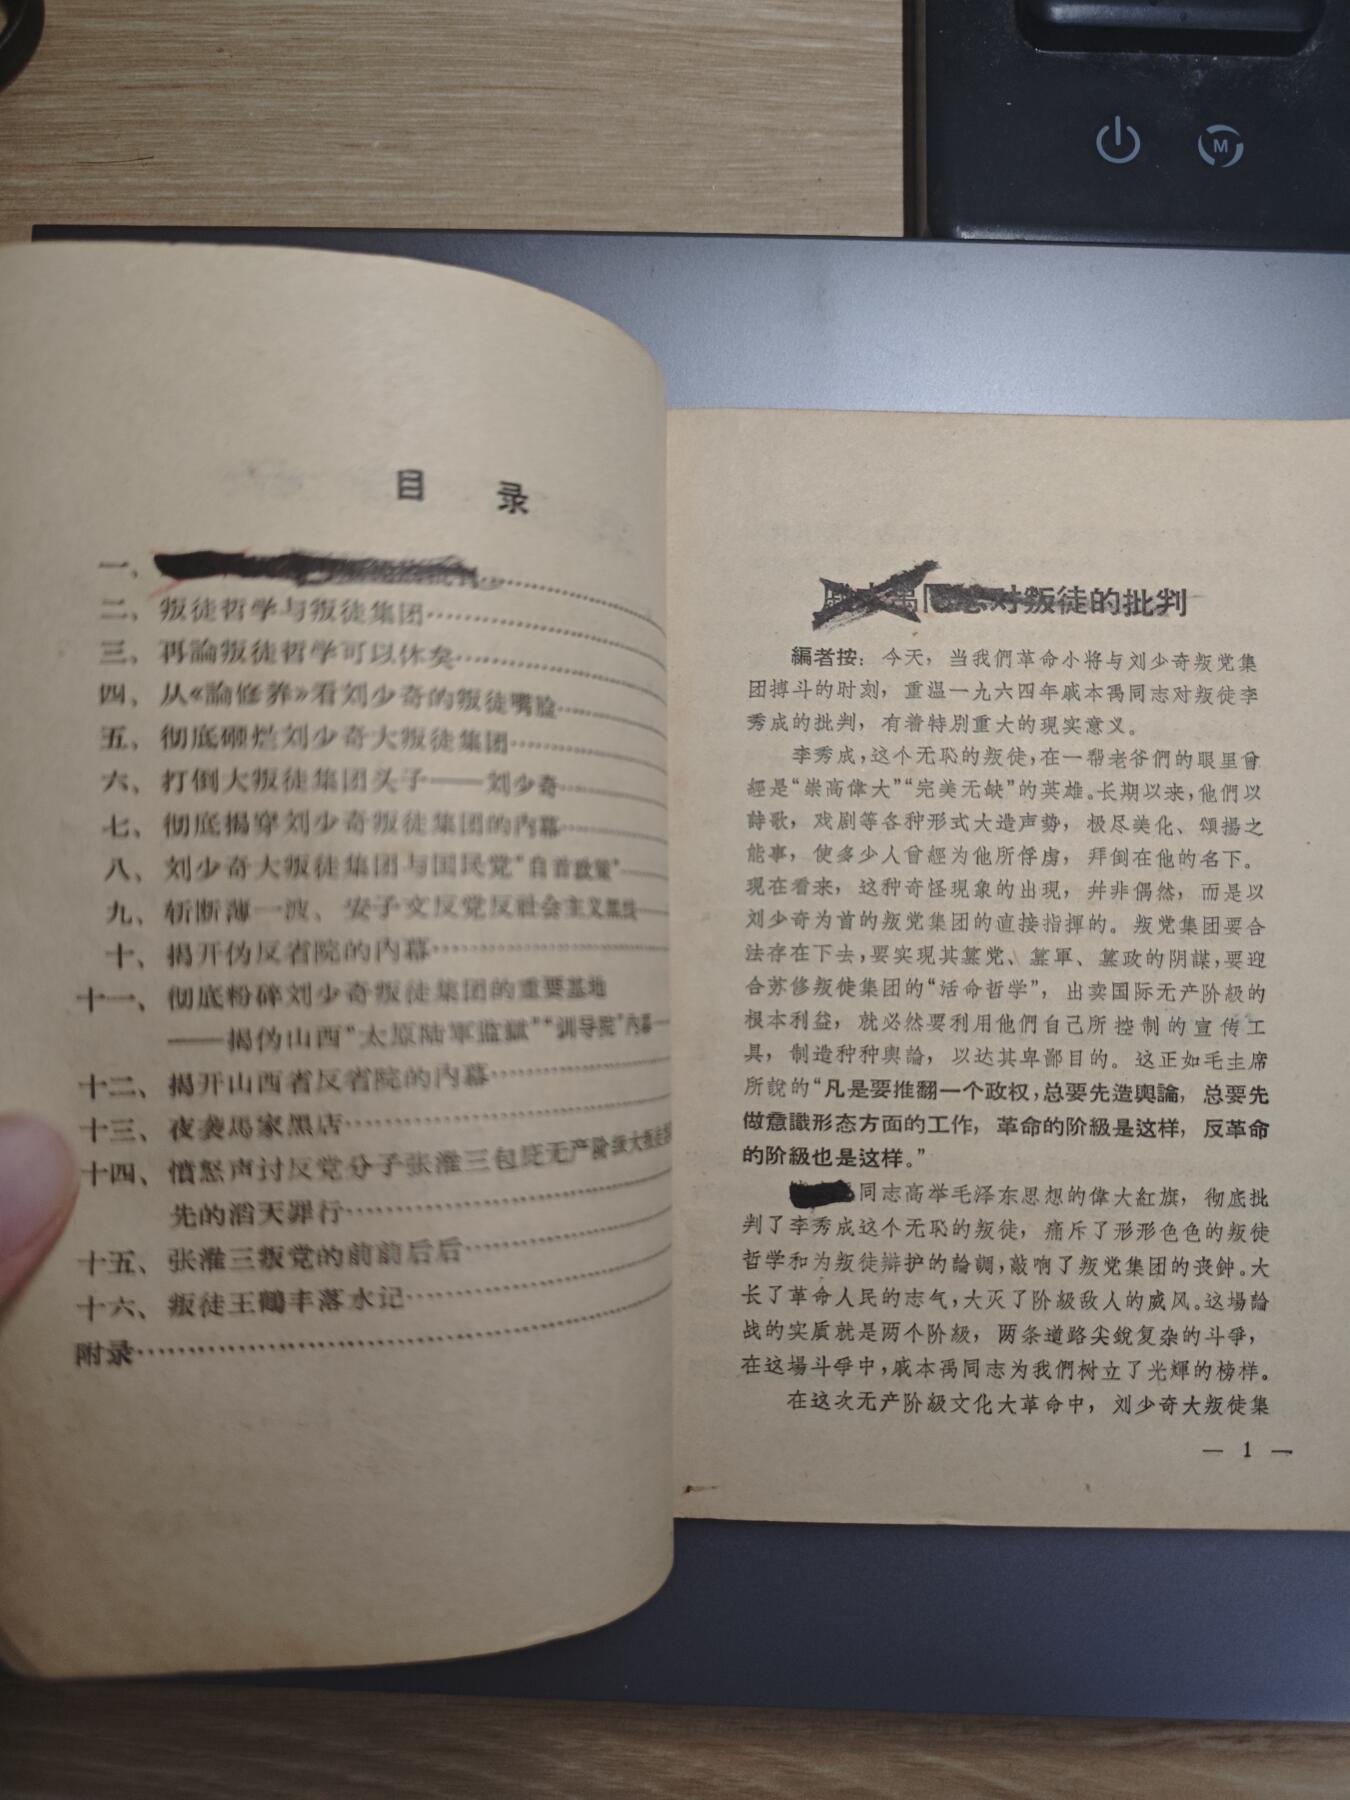 M
目 录
一、
二、叛徒哲学与叛徒集团
三、再論叛徒哲学可以休矣
四、从《論修养》看刘少奇的叛徒嘴脸
五、彻底砸烂刘少奇大叛徒集团
六、打倒大叛徒集团头子——刘少奇
七、彻底揭穿刘少奇叛徒集团的内幕
八、刘少奇大叛徒集团与国民党“自首政策”
九、斩断薄一波、安子文反党反社会主义黑线
十、揭开伪反省院的内幕
十一、彻底粉碎刘少奇叛徒集团的重要基地
——揭伪山西“太原陆軍监獄”“訓导院”内幕
十二、揭开山西省反省院的内幕
十三、夜袭馬家黑店
十四、憤怒声讨反党分子张淮三包庇无产阶级大叛徒
先的滔天罪行
十五、张淮三叛党的前前后后
十六、叛徒王鶴丰落水记
附录
对叛徒的批判
編者按：今天，当我們革命小将与刘少奇叛党集
团搏斗的时刻，重温一九六四年戚本禹同志对叛徒李
秀成的批判，有着特別重大的現实意义。
李秀成，这个无恥的叛徒，在一帮老爷們的眼里曾
經是“崇高偉大”“完美无缺”的英雄。长期以来，他們以
詩歌，戏剧等各种形式大造声勢，极尽美化、頌揚之
能事，使多少人曾經为他所俘虏，拜倒在他的名下。
現在看来，这种奇怪現象的出現，幷非偶然，而是以
刘少奇为首的叛党集团的直接指揮的。叛党集团要合
法存在下去，要实現其簒党、簒軍、簒政的阴謀，要迎
合苏修叛徒集团的“活命哲学”，出卖国际无产阶級的
根本利益，就必然要利用他們自己所控制的宣传工
具，制造种种輿論，以达其卑鄙目的。这正如毛主席
所說的“凡是要推翻一个政权，总要先造輿論，总要先
做意識形态方面的工作，革命的阶級是这样，反革命
的阶級也是这样。”
同志高举毛泽东思想的偉大紅旗，彻底批
判了李秀成这个无恥的叛徒，痛斥了形形色色的叛徒
哲学和为叛徒辯护的論調，敲响了叛党集团的丧鈡。大
长了革命人民的志气，大灭了阶級敌人的威风。这場論
战的实质就是两个阶級，两条道路尖銳复杂的斗爭，
在这場斗爭中，戚本禹同志为我們树立了光輝的榜样。
在这次无产阶級文化大革命中，刘少奇大叛徒集
— 1 —